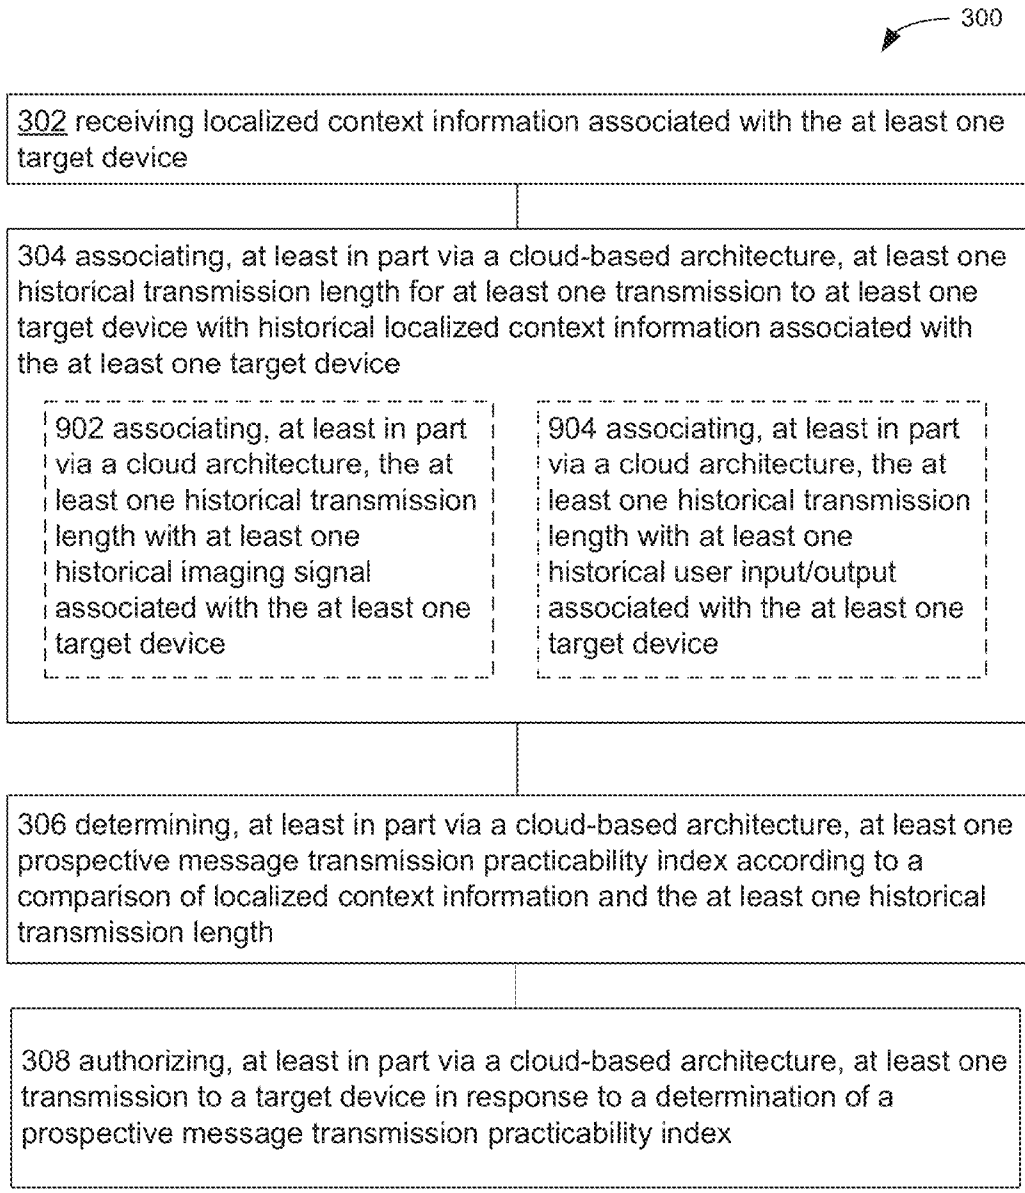 300
302 receiving localized context information associated with the at least one
target device
304 associating, at least in part via a cloud-based architecture, at least one
historical transmission length for at least one transmission to at least one
target device with historical localized context information associated with
the at least one target device
902 associating, at least in part
via a cloud architecture, the at
least one historical transmission
length with at least one
historical imaging signal
associated with the at least one
target device
904 associating, at least in part
via a cloud architecture, the at
least one historical transmission
length with at least one
historical user input/output
associated with the at least one
target device
306 determining, at least in part via a cloud-based architecture, at least one
prospective message transmission practicability index according to a
comparison of localized context information and the at least one historical
transmission length
308 authorizing, at least in part via a cloud-based architecture, at least one
transmission to a target device in response to a determination of a
prospective message transmission practicability index